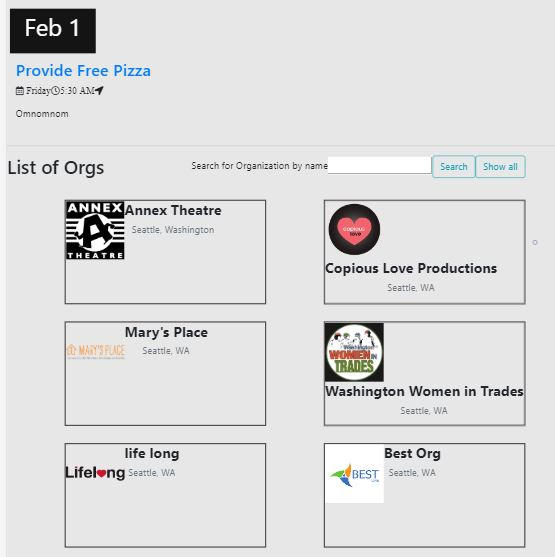 Feb 1
Provide Free Pizza
Friday 5:30 AM
Omnomnom
List of Orgs
Search for Organization by name
Search
Show all
ANNEX
THEATRE
Annex Theatre
Seattle, Washington
copious
love
Copious Love Productions
Seattle, WA
MARY'S PLACE
Mary's Place
Seattle, WA
Washington
WOMEN IN
TRADES
Washington Women in Trades
Seattle, WA
Lifelong
life long
Seattle, WA
BEST
Best Org
Seattle, WA